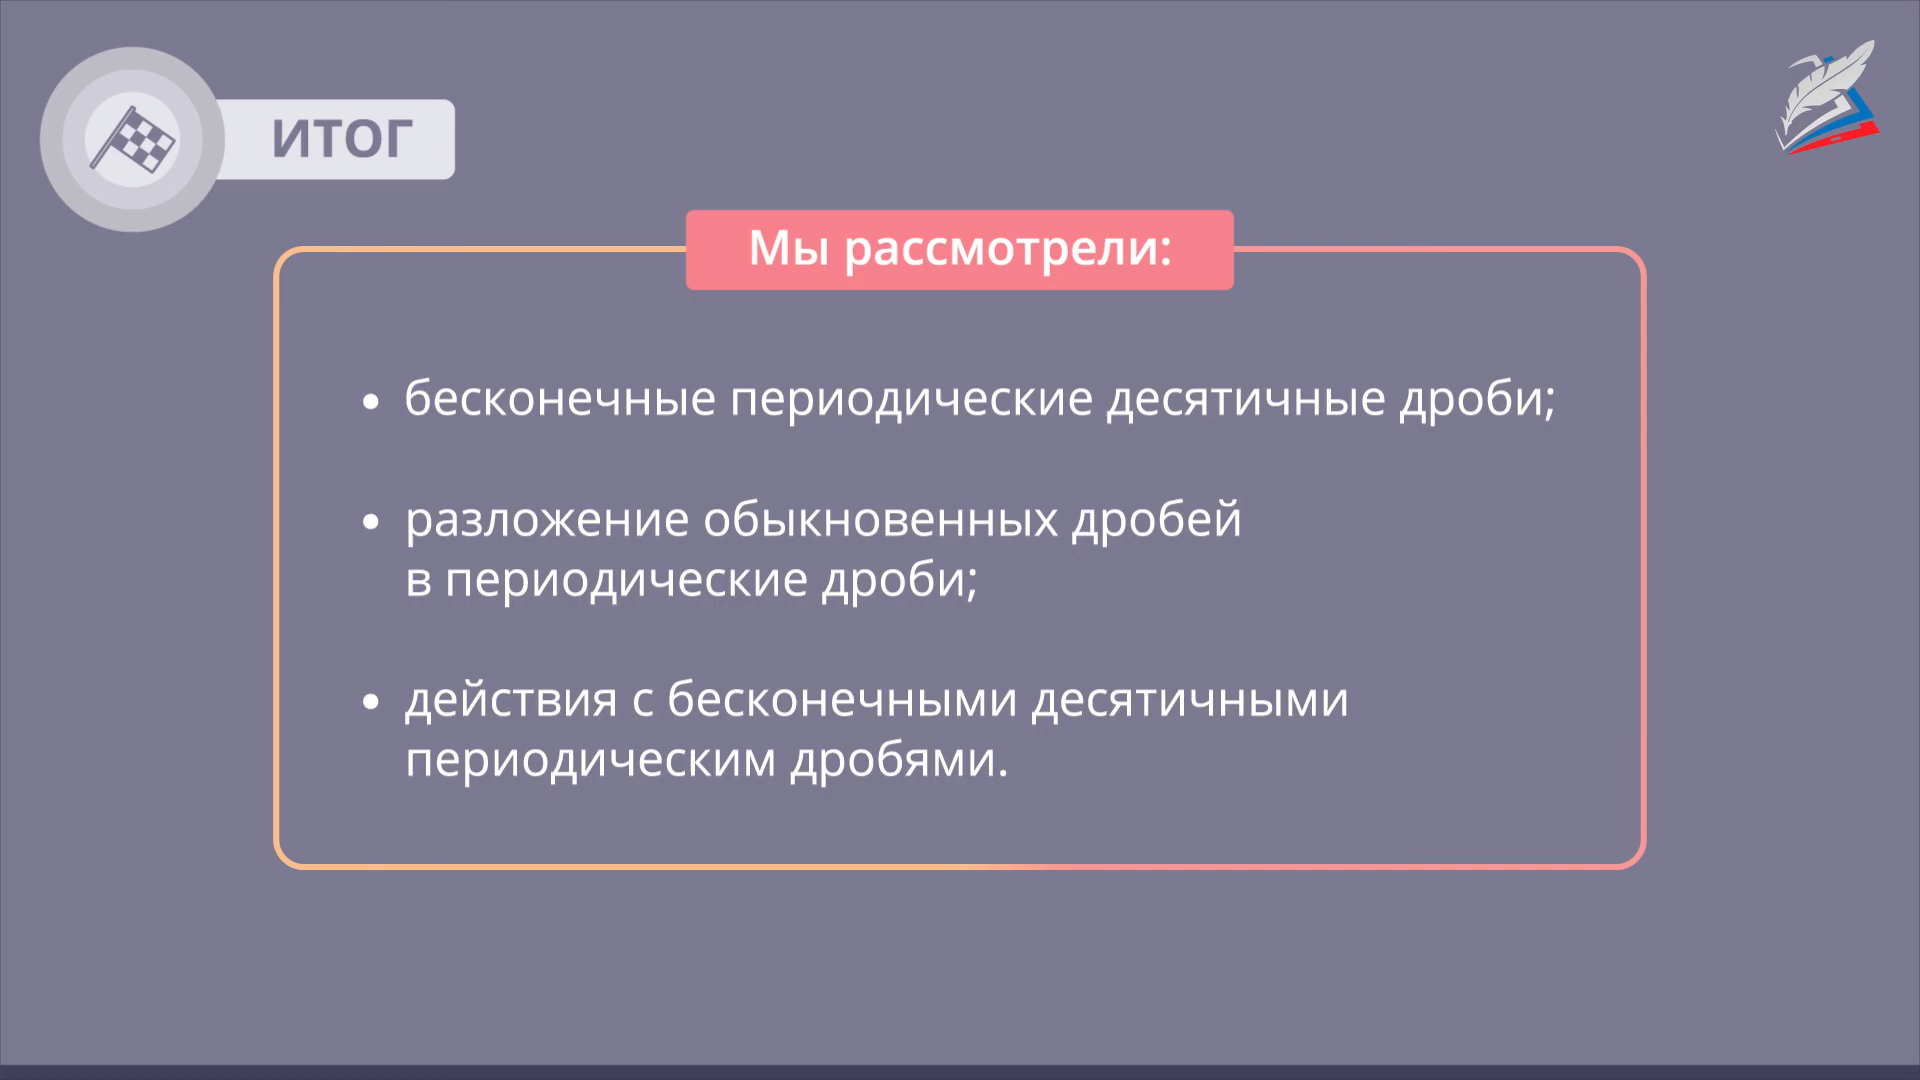 ИТОГ
Мы рассмотрели:
• бесконечные периодические десятичные дроби;
• разложение обыкновенных дробей
в периодические дроби;
• действия с бесконечными десятичными
периодическим дробями.